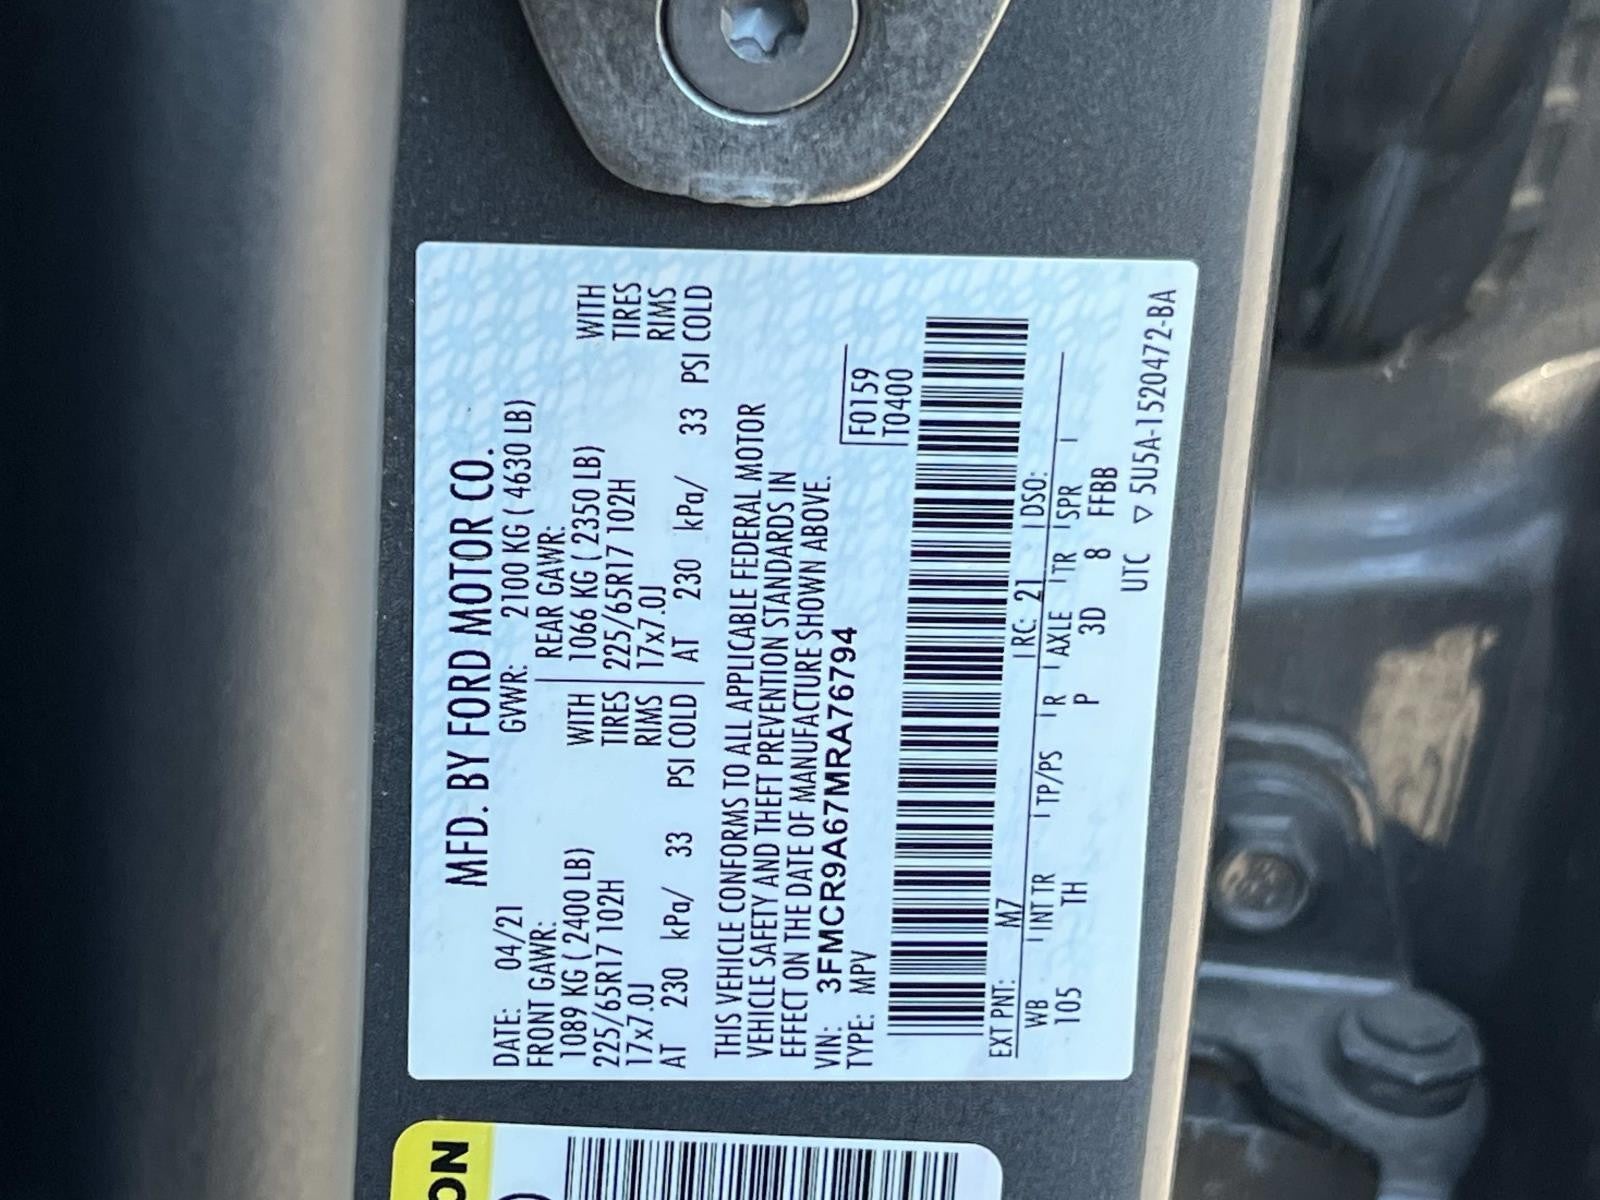 MFD. BY FORD MOTOR CO.
DATE: 04/21 GVWR: 2100 KG ( 4630 LB)
FRONT GAWR: REAR GAWR:
1089 KG ( 2400 LB) WITH 1066 KG ( 2350 LB) WITH
225/65R17 102H TIRES 225/65R17 102H TIRES
17x7.0J RIMS 17x7.0J RIMS
AT 230 kPa/ 33 PSI COLD AT 230 kPa/ 33 PSI COLD
THIS VEHICLE CONFORMS TO ALL APPLICABLE FEDERAL MOTOR
VEHICLE SAFETY AND THEFT PREVENTION STANDARDS IN
EFFECT ON THE DATE OF MANUFACTURE SHOWN ABOVE.
VIN: 3FMCR9A67MRA76794 F0159
TYPE: MPV T0400
EXT PNT: M7 RC: 21 DSO:
WB INT TR TP/PS R AXLE TR SPR
105 TH P 3D 8 FFBB
UTC ▽ 5U5A-1520472-BA
ON